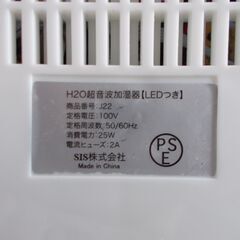 H2O超音波加湿器【LEDつき】
商品番号：J22
定格電圧：100V
定格周波数：50/60Hz
消費電力：25W
電流ヒューズ：2A
SIS株式会社
Made in China
PSE